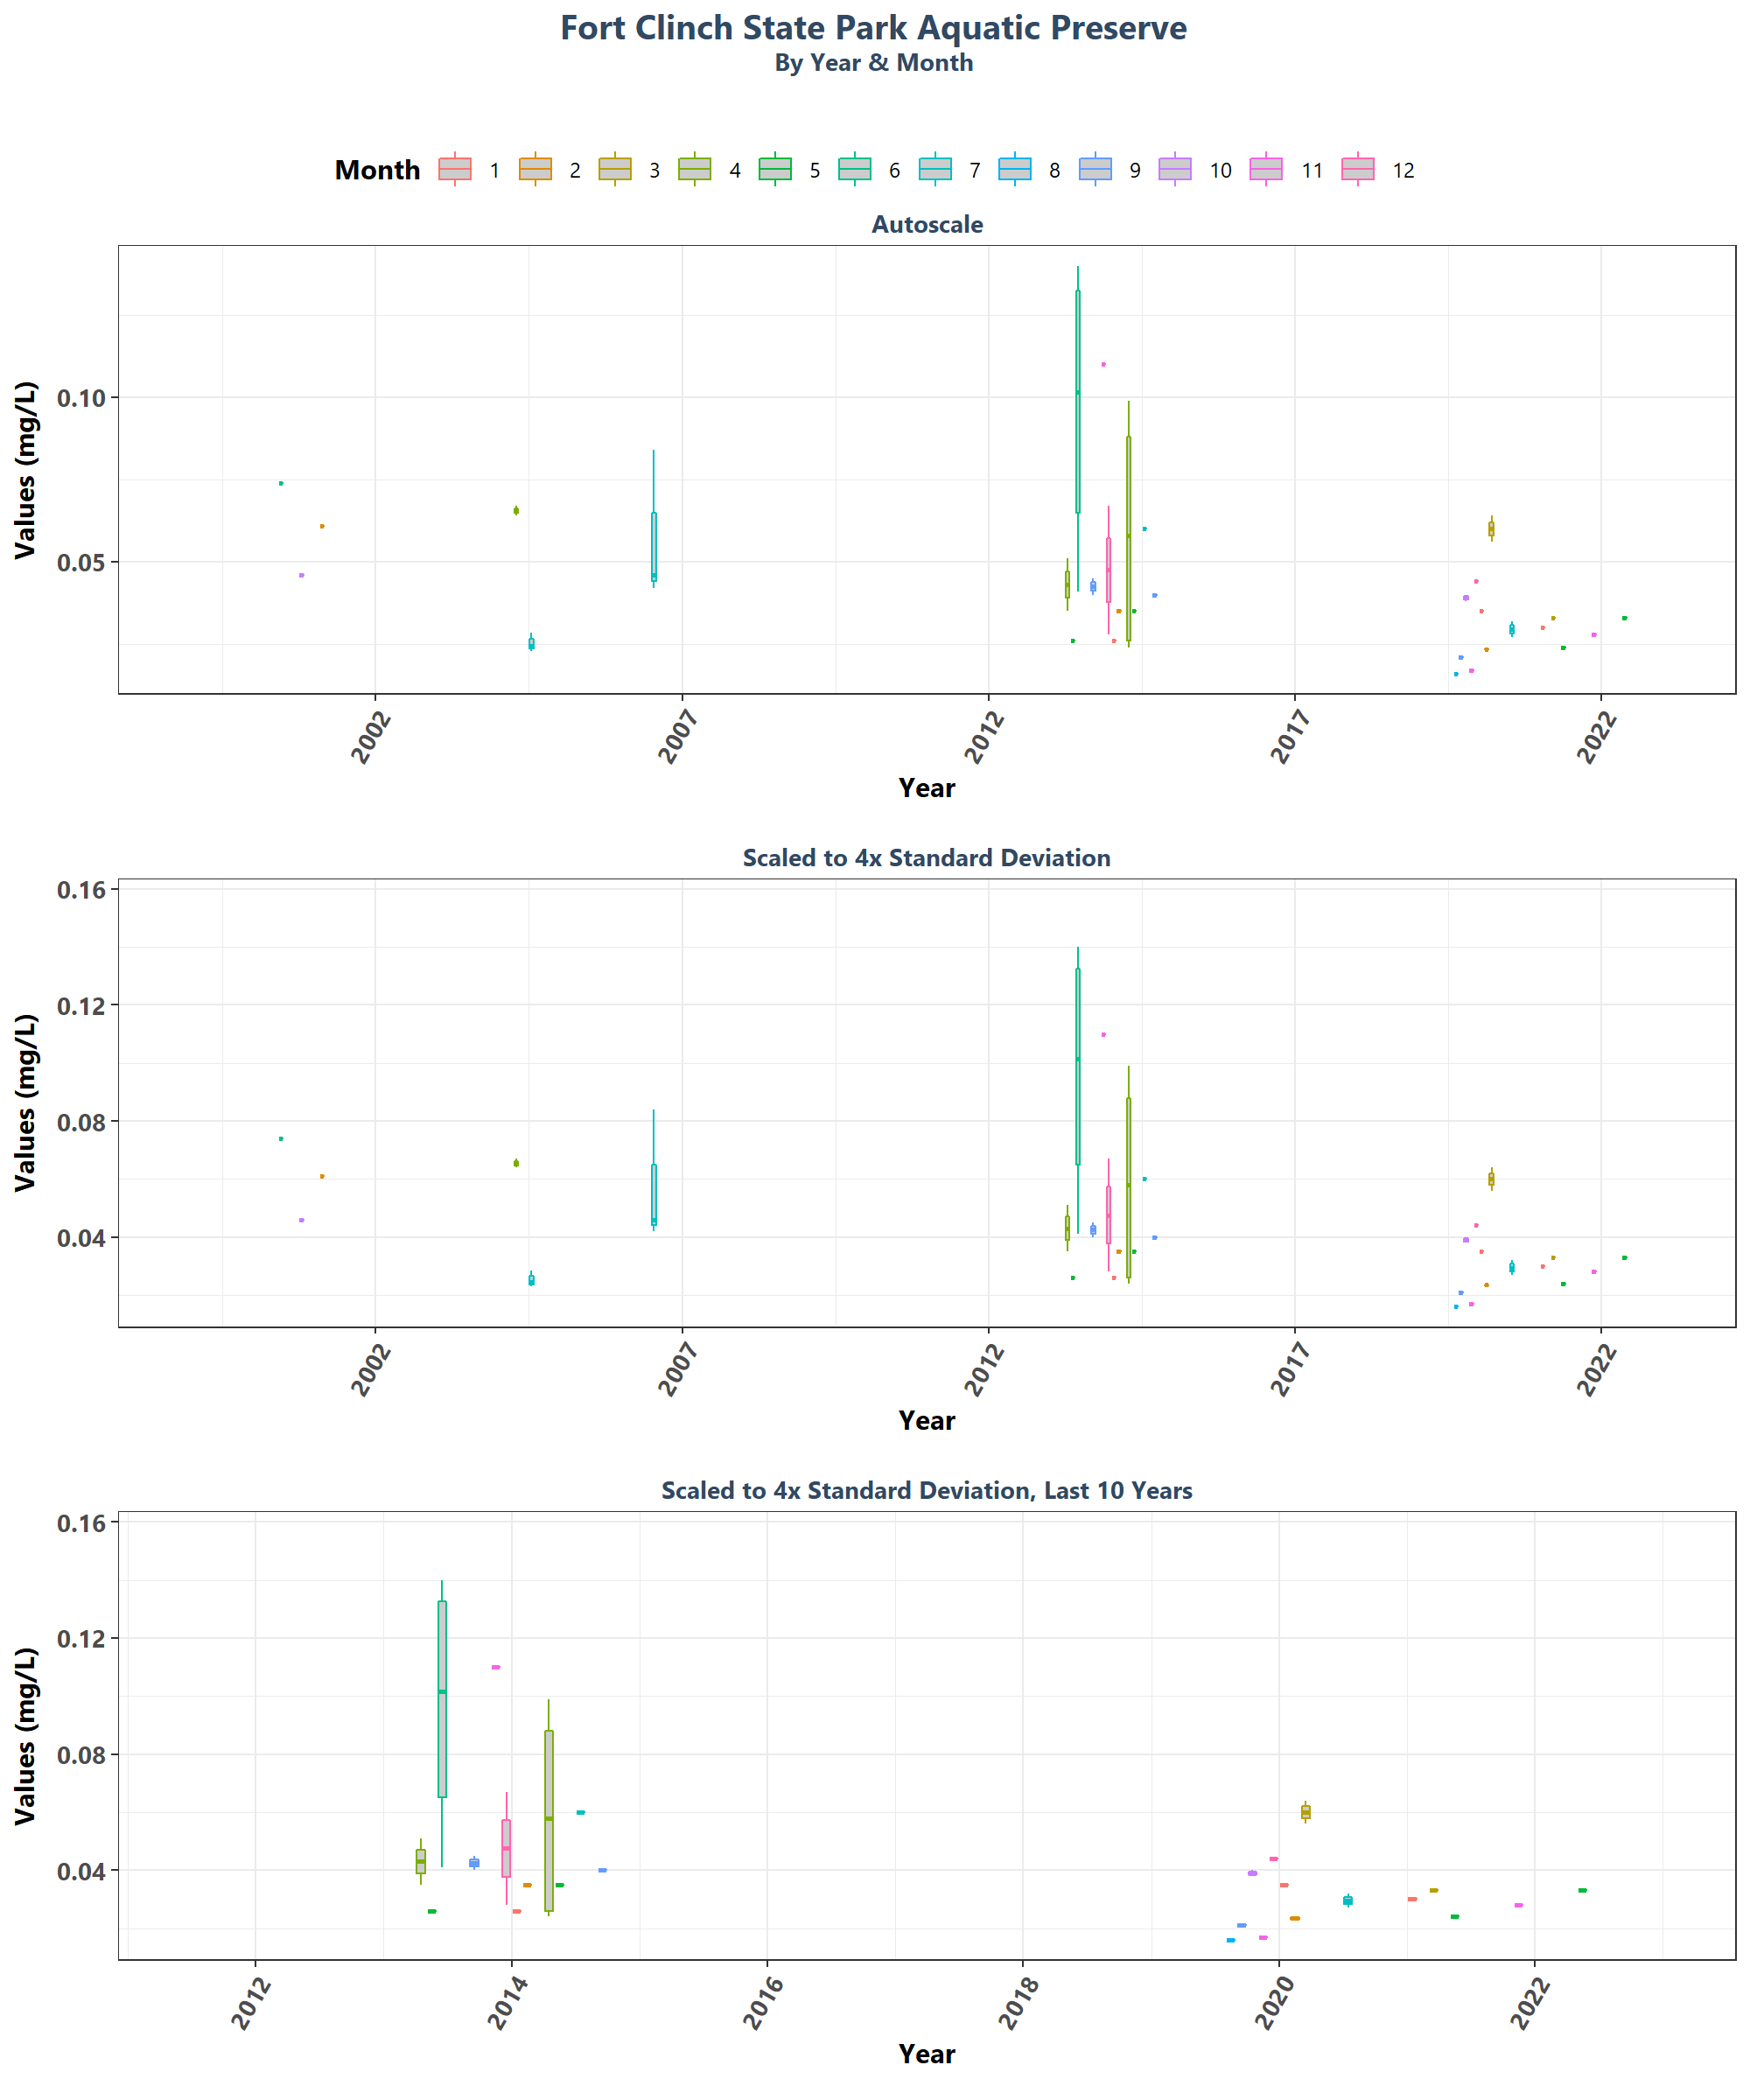 Fort Clinch State Park Aquatic Preserve
By Year & Month
Month 1 2 3 4 5 6 7 8 9 10 11 12
Autoscale
Values (mg/L)
0.10
0.05
2002 2007 2012 2017 2022
Year
Scaled to 4x Standard Deviation
Values (mg/L)
0.16
0.12
0.08
0.04
2002 2007 2012 2017 2022
Year
Scaled to 4x Standard Deviation, Last 10 Years
Values (mg/L)
0.16
0.12
0.08
0.04
2012 2014 2016 2018 2020 2022
Year